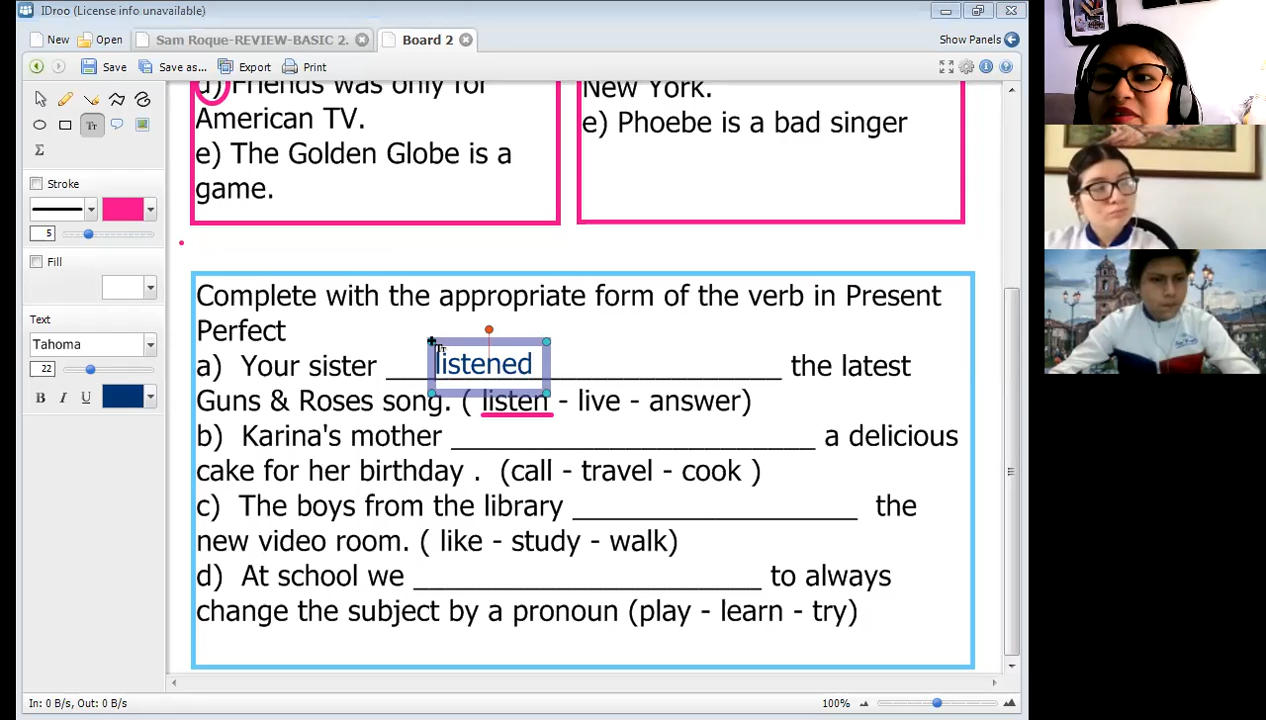 IDroo (License info unavailable)
New Open Sam Roque-REVIEW-BASIC 2. Board 2 Show Panels
Save Save as... Export Print
Stroke
5
Fill
Text
Tahoma
22
B I U
d) Friends was only for
American TV.
e) The Golden Globe is a
game.
New York.
e) Phoebe is a bad singer
Complete with the appropriate form of the verb in Present
Perfect
a) Your sister ____listened____ the latest
Guns & Roses song. ( listen - live - answer)
b) Karina's mother ____ a delicious
cake for her birthday . (call - travel - cook )
c) The boys from the library ____ the
new video room. ( like - study - walk)
d) At school we ____ to always
change the subject by a pronoun (play - learn - try)
In: 0 B/s, Out: 0 B/s 100%